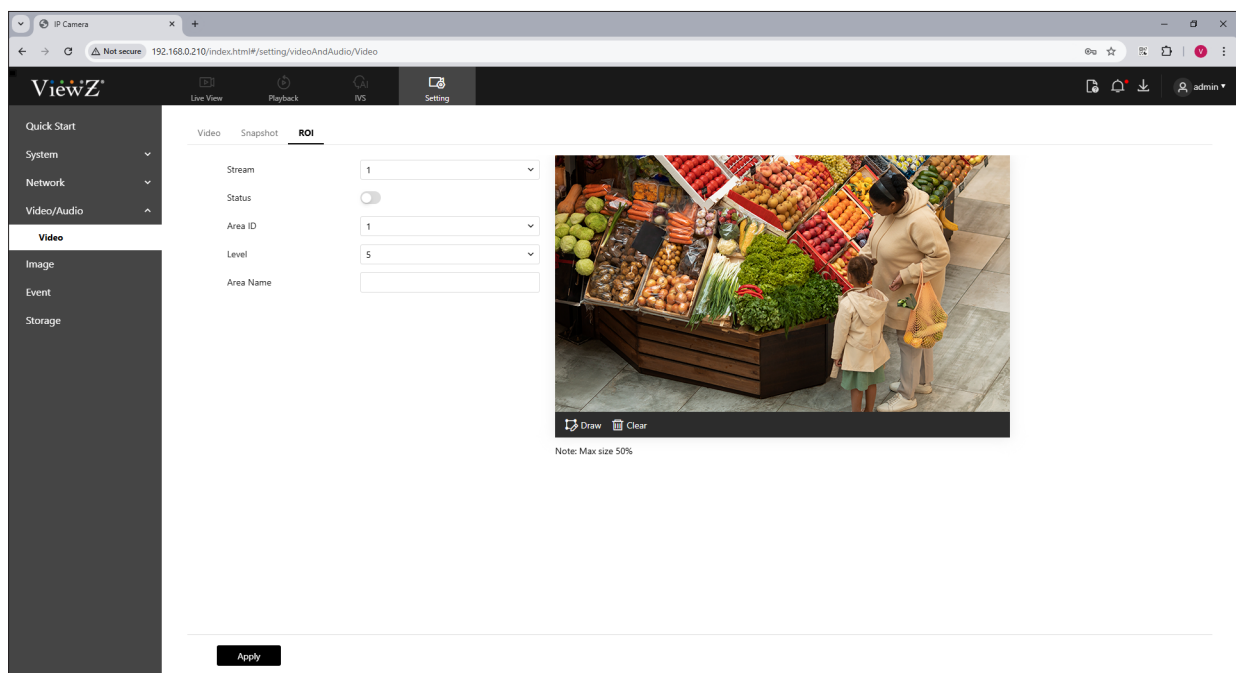 IP Camera
Not secure 192.168.0.210/index.html#/setting/videoAndAudio/Video
V
ViewZ
Live View Playback AI IVS Setting
admin
Quick Start
System
Network
Video/Audio
Video
Image
Event
Storage
Video Snapshot ROI
Stream 1
Status
Area ID 1
Level 5
Area Name
Draw Clear
Note: Max size 50%
Apply